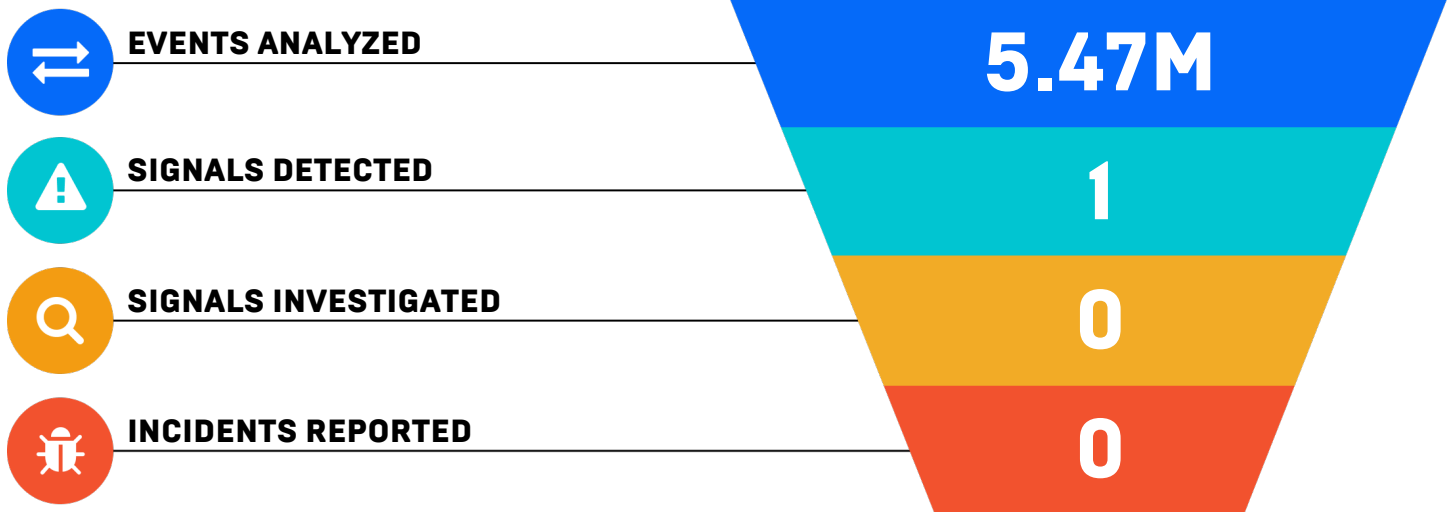 EVENTS ANALYZED
5.47M
SIGNALS DETECTED
1
SIGNALS INVESTIGATED
0
INCIDENTS REPORTED
0